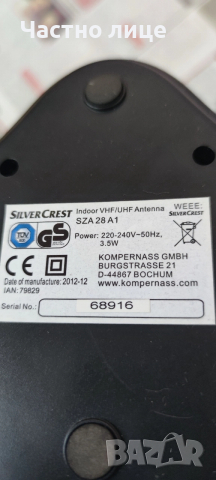 Частно лице
Indoor VHF/UHF Antenna
WEEE:
SILVERCREST
SZA 28 A1
SILVERCREST
Power: 220-240V~50Hz,
3.5W
TÜV
GS
KOMPERNASS GMBH
BURGSTRASSE 21
D-44867 BOCHUM
www.kompernass.com
CE
Date of manufacture: 2012-12
IAN: 79829
Serial No.:
68916
BAZAR